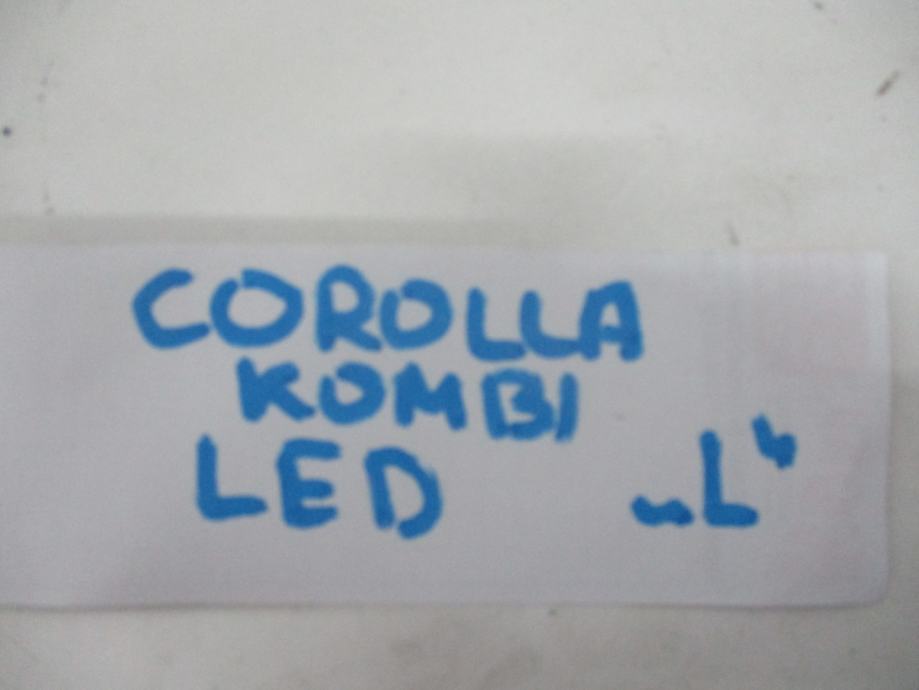 COROLLA
KOMBI
LED „L“